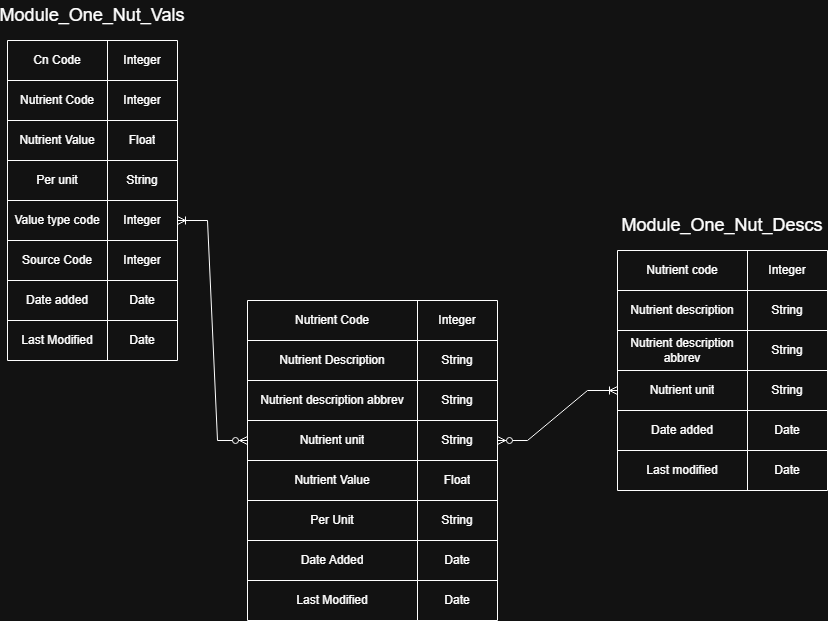 Module_One_Nut_Vals
Cn Code Integer
Nutrient Code Integer
Nutrient Value Float
Per unit String
Value type code Integer
Source Code Integer
Date added Date
Last Modified Date
Nutrient Code Integer
Nutrient Description String
Nutrient description abbrev String
Nutrient unit String
Nutrient Value Float
Per Unit String
Date Added Date
Last Modified Date
Module_One_Nut_Descs
Nutrient code Integer
Nutrient description String
Nutrient description
abbrev String
Nutrient unit String
Date added Date
Last modified Date